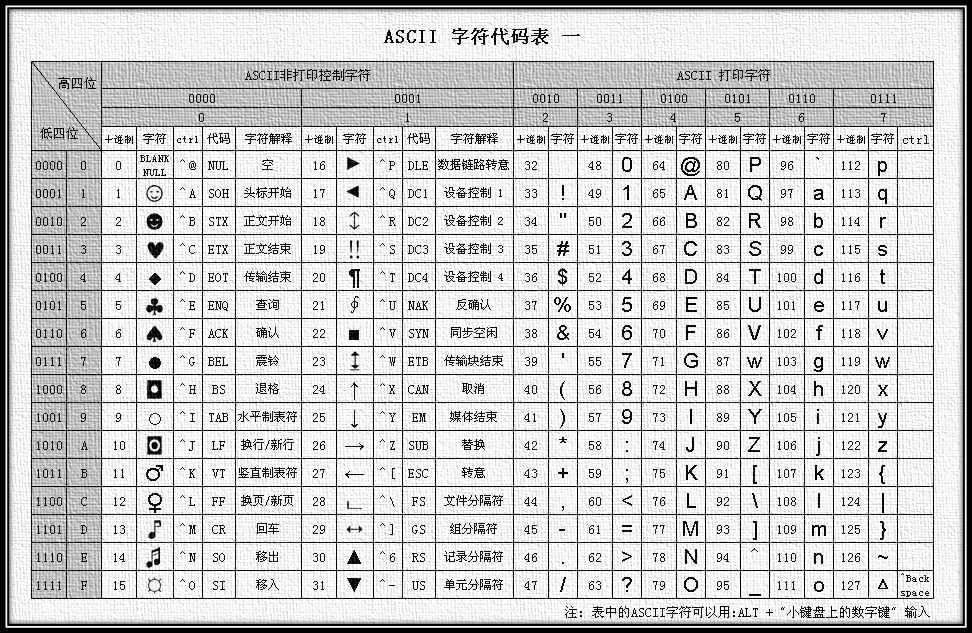 ASCII 字符代码表 一
高四位 ASCII非打印控制字符 ASCII 打印字符
0000 0001 0010 0011 0100 0101 0110 0111
低四位 0 1 2 3 4 5 6 7
十进制 字符 ctrl 代码 字符解释 十进制 字符 ctrl 代码 字符解释 十进制 字符 十进制 字符 十进制 字符 十进制 字符 十进制 字符 十进制 字符 ctrl
0000 0 0 BLANK NULL ^@ NUL 空 16 ► ^P DLE 数据链路转意 32 48 0 64 @ 80 P 96 ` 112 p
0001 1 1 ☺ ^A SOH 头标开始 17 ◄ ^Q DC1 设备控制 1 33 ! 49 1 65 A 81 Q 97 a 113 q
0010 2 2 ☻ ^B STX 正文开始 18 ↕ ^R DC2 设备控制 2 34 " 50 2 66 B 82 R 98 b 114 r
0011 3 3 ♥ ^C ETX 正文结束 19 ‼ ^S DC3 设备控制 3 35 # 51 3 67 C 83 S 99 c 115 s
0100 4 4 ◆ ^D EOT 传输结束 20 ¶ ^T DC4 设备控制 4 36 $ 52 4 68 D 84 T 100 d 116 t
0101 5 5 ♣ ^E ENQ 查询 21 ∮ ^U NAK 反确认 37 % 53 5 69 E 85 U 101 e 117 u
0110 6 6 ♠ ^F ACK 确认 22 ■ ^V SYN 同步空闲 38 & 54 6 70 F 86 V 102 f 118 v
0111 7 7 ● ^G BEL 震铃 23 ↨ ^W ETB 传输块结束 39 ' 55 7 71 G 87 w 103 g 119 w
1000 8 8 ◘ ^H BS 退格 24 ↑ ^X CAN 取消 40 ( 56 8 72 H 88 X 104 h 120 x
1001 9 9 ○ ^I TAB 水平制表符 25 ↓ ^Y EM 媒体结束 41 ) 57 9 73 I 89 Y 105 i 121 y
1010 A 10 ◙ ^J LF 换行/新行 26 → ^Z SUB 替换 42 * 58 : 74 J 90 Z 106 j 122 z
1011 B 11 ♂ ^K VT 竖直制表符 27 ← ^[ ESC 转意 43 + 59 ; 75 K 91 [ 107 k 123 {
1100 C 12 ♀ ^L FF 换页/新页 28 ∟ ^\ FS 文件分隔符 44 , 60 < 76 L 92 \ 108 l 124 |
1101 D 13 ♪ ^M CR 回车 29 ↔ ^] GS 组分隔符 45 - 61 = 77 M 93 ] 109 m 125 }
1110 E 14 ♫ ^N SO 移出 30 ▲ ^6 RS 记录分隔符 46 . 62 > 78 N 94 ^ 110 n 126 ~
1111 F 15 ☼ ^O SI 移入 31 ▼ ^- US 单元分隔符 47 / 63 ? 79 O 95 _ 111 o 127 Δ ^Back space
注: 表中的ASCII字符可以用:ALT + "小键盘上的数字键" 输入